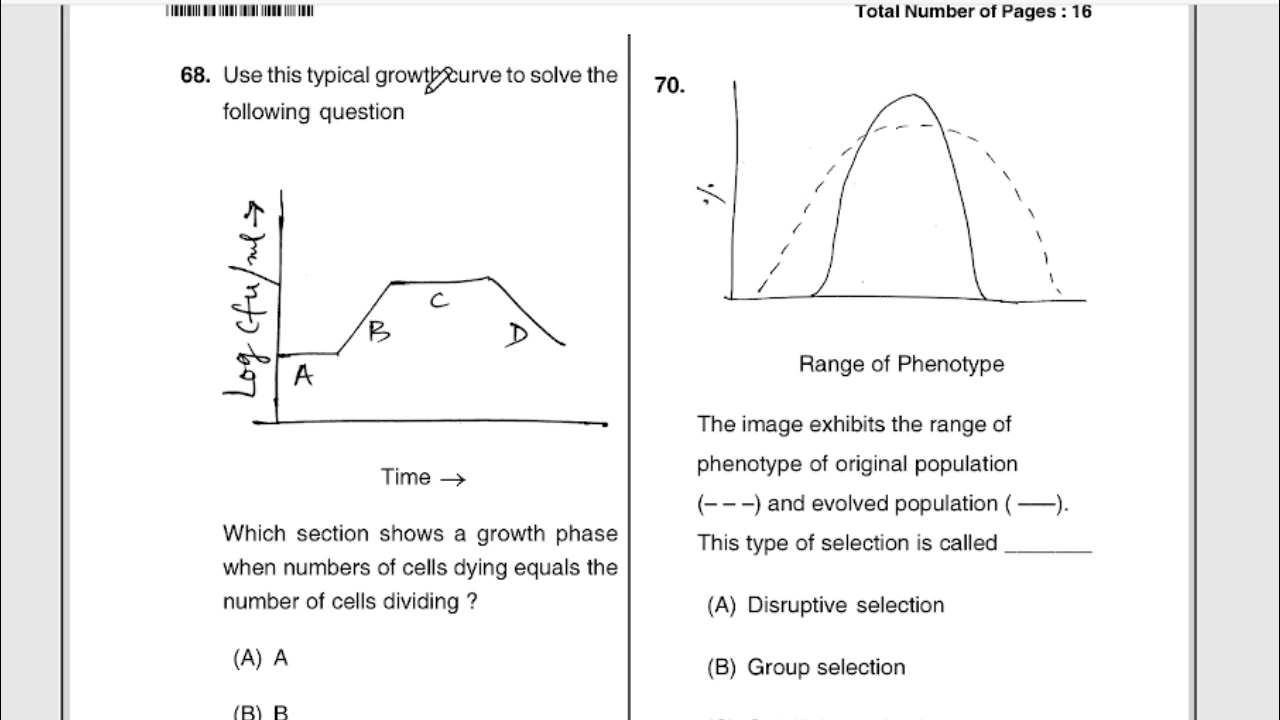 Total Number of Pages : 16
68. Use this typical growth curve to solve the
following question
Log Cfu/ml →
A
B
C
D
Time →
Which section shows a growth phase
when numbers of cells dying equals the
number of cells dividing ?
(A) A
(B) B
70.
%
Range of Phenotype
The image exhibits the range of
phenotype of original population
(– – –) and evolved population ( — ).
This type of selection is called _______
(A) Disruptive selection
(B) Group selection